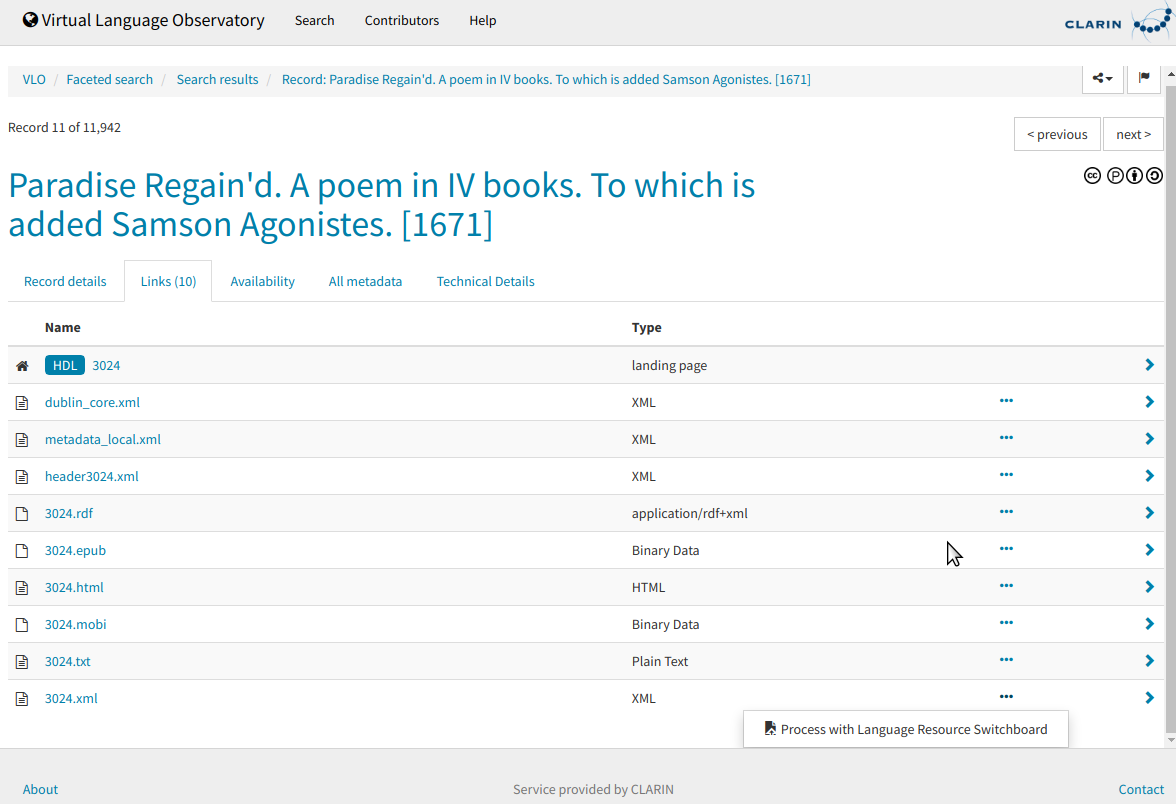 Virtual Language Observatory Search Contributors Help CLARIN
VLO / Faceted search / Search results / Record: Paradise Regain'd. A poem in IV books. To which is added Samson Agonistes. [1671]
Record 11 of 11,942
< previous next >
Paradise Regain'd. A poem in IV books. To which is
added Samson Agonistes. [1671]
Record details Links (10) Availability All metadata Technical Details
Name Type
HDL 3024 landing page
dublin_core.xml XML
metadata_local.xml XML
header3024.xml XML
3024.rdf application/rdf+xml
3024.epub Binary Data
3024.html HTML
3024.mobi Binary Data
3024.txt Plain Text
3024.xml XML
Process with Language Resource Switchboard
About Service provided by CLARIN Contact